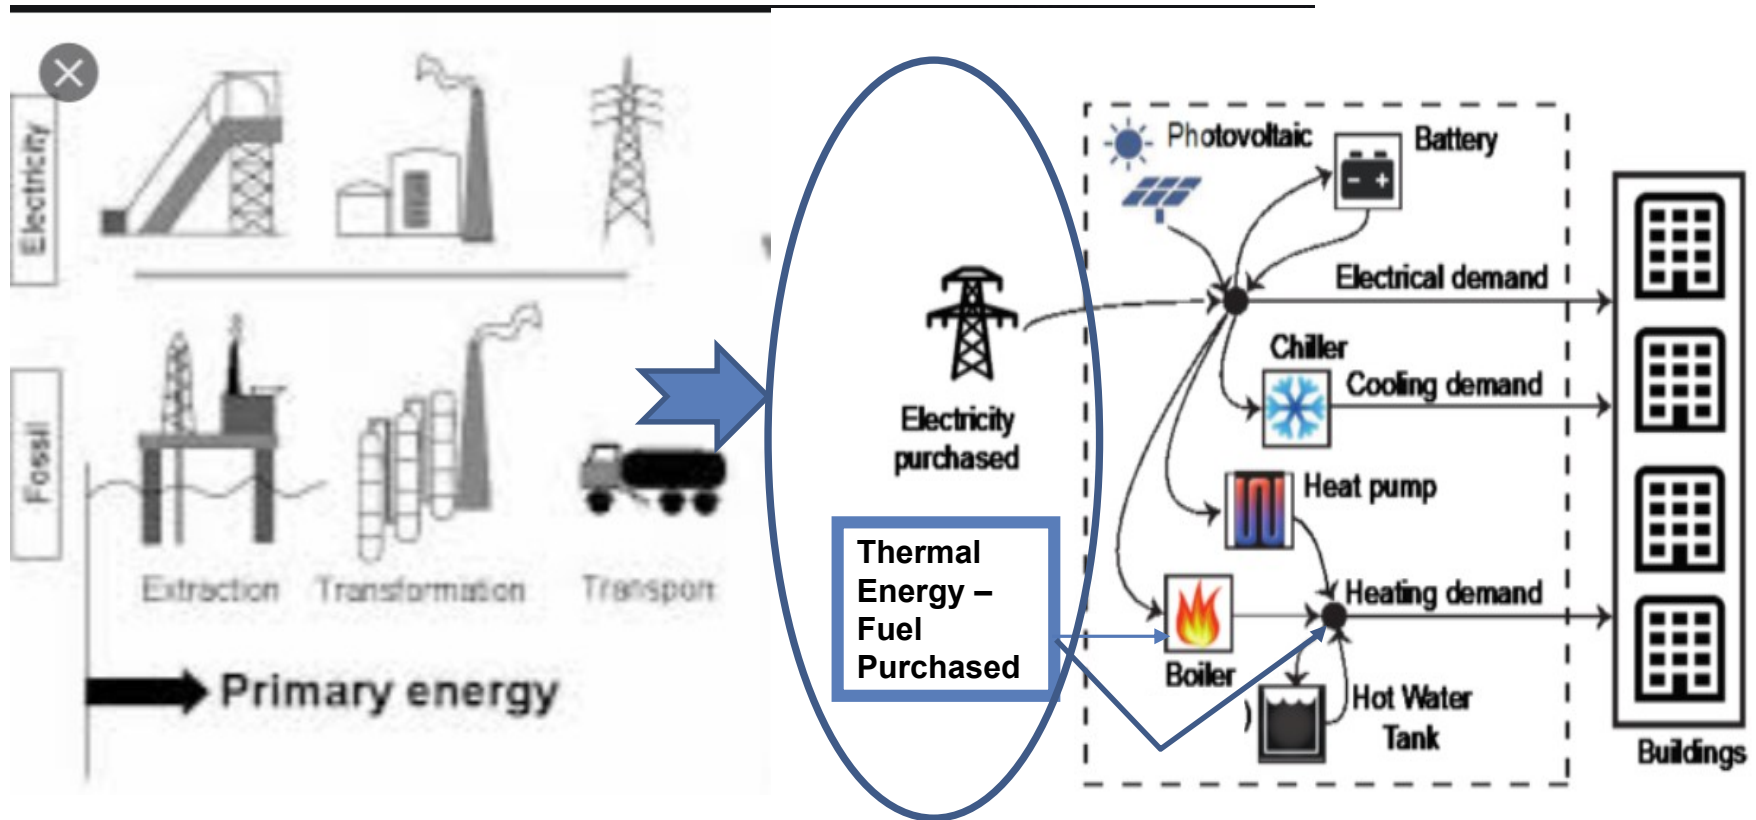 Electricity
Fossil
Extraction
Transformation
Transport
Primary energy
Electricity
purchased
Thermal
Energy –
Fuel
Purchased
Photovoltaic
Battery
Electrical demand
Chiller
Cooling demand
Heat pump
Heating demand
Boiler
Hot Water
Tank
)
Buildings